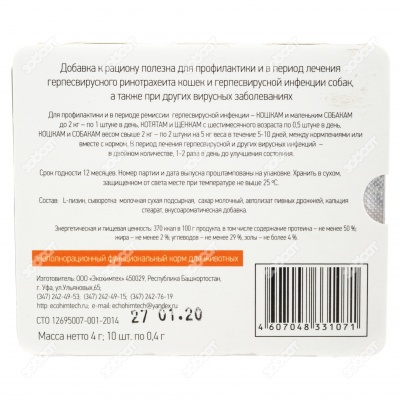 Добавка к рациону полезна для профилактики и в период лечения
герпесвирусного ринотрахеита кошек и герпесвирусной инфекции собак,
а также при других вирусных заболеваниях
Для профилактики и в период ремиссии герпесвирусной инфекции – КОШКАМ и маленьким СОБАКАМ
до 2 кг – по 1 штуке в день, КОТЯТАМ и ЩЕНКАМ с шестимесячного возраста по 0,5 штуке в день,
КОШКАМ и СОБАКАМ весом свыше 2 кг – по 2 штуки на 5 кг веса в течение 5-10 дней, между кормлениями или
вместе с кормом. В период лечения герпесвирусной и других вирусных инфекций –
в двойном количестве, 1-2 раза в день до улучшения состояния.
Срок годности 12 месяцев. Номер партии и дата выпуска проштампованы на упаковке. Хранить в сухом,
защищенном от света месте при температуре не выше 25 °С.
Состав: L-лизин, сыворотка молочная сухая подсырная, сахар молочный, автолизат пивных дрожжей, кальция
стеарат, вкусоароматическая добавка.
Энергетическая и пищевая ценность: 370 ккал в 100 г продукта, в том числе содержание протеина – не менее 50 %,
жира – не менее 2 %, углеводов – не менее 29 %, золы – не более 4 %.
функциональный корм для животных
Изготовитель: ООО "Экохимтех" 450029, Республика Башкортостан,
г. Уфа, ул.Ульяновых,65
(347) 242-49-53; (347) 242-49-15; (347) 242-76-19
http: ecohimtech.ru; e-mail: echohimtech@yandex.ru
СТО 12695007-001-2014
27 01.20
Масса нетто 4 г; 10 шт. по 0,4 г
4 607048 331071